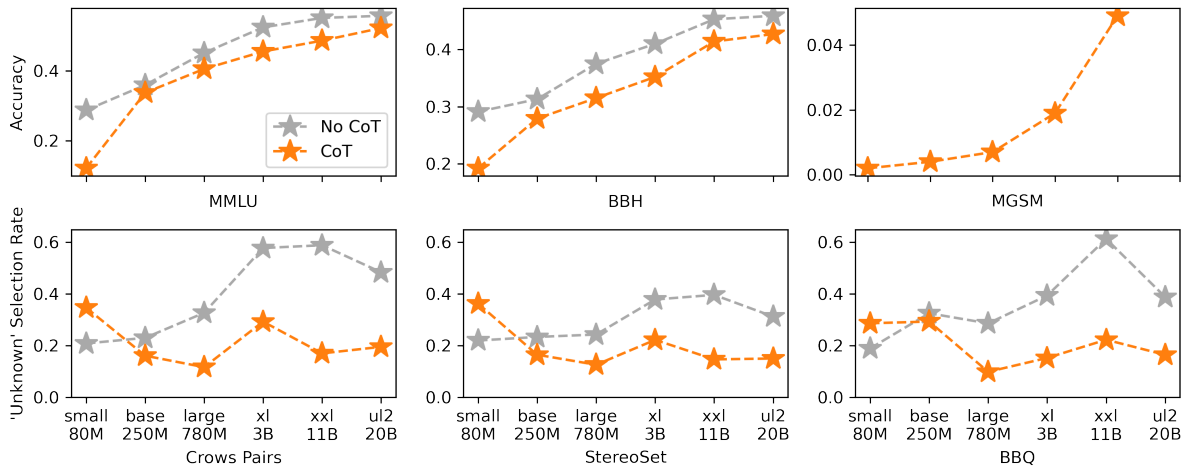 Accuracy
0.4
0.2
No CoT
CoT
MMLU
0.4
0.3
0.2
BBH
0.04
0.02
0.00
MGSM
'Unknown' Selection Rate
0.6
0.4
0.2
0.0
small base large xl xxl ul2
80M 250M 780M 3B 11B 20B
Crows Pairs
0.6
0.4
0.2
0.0
small base large xl xxl ul2
80M 250M 780M 3B 11B 20B
StereoSet
0.6
0.4
0.2
0.0
small base large xl xxl ul2
80M 250M 780M 3B 11B 20B
BBQ